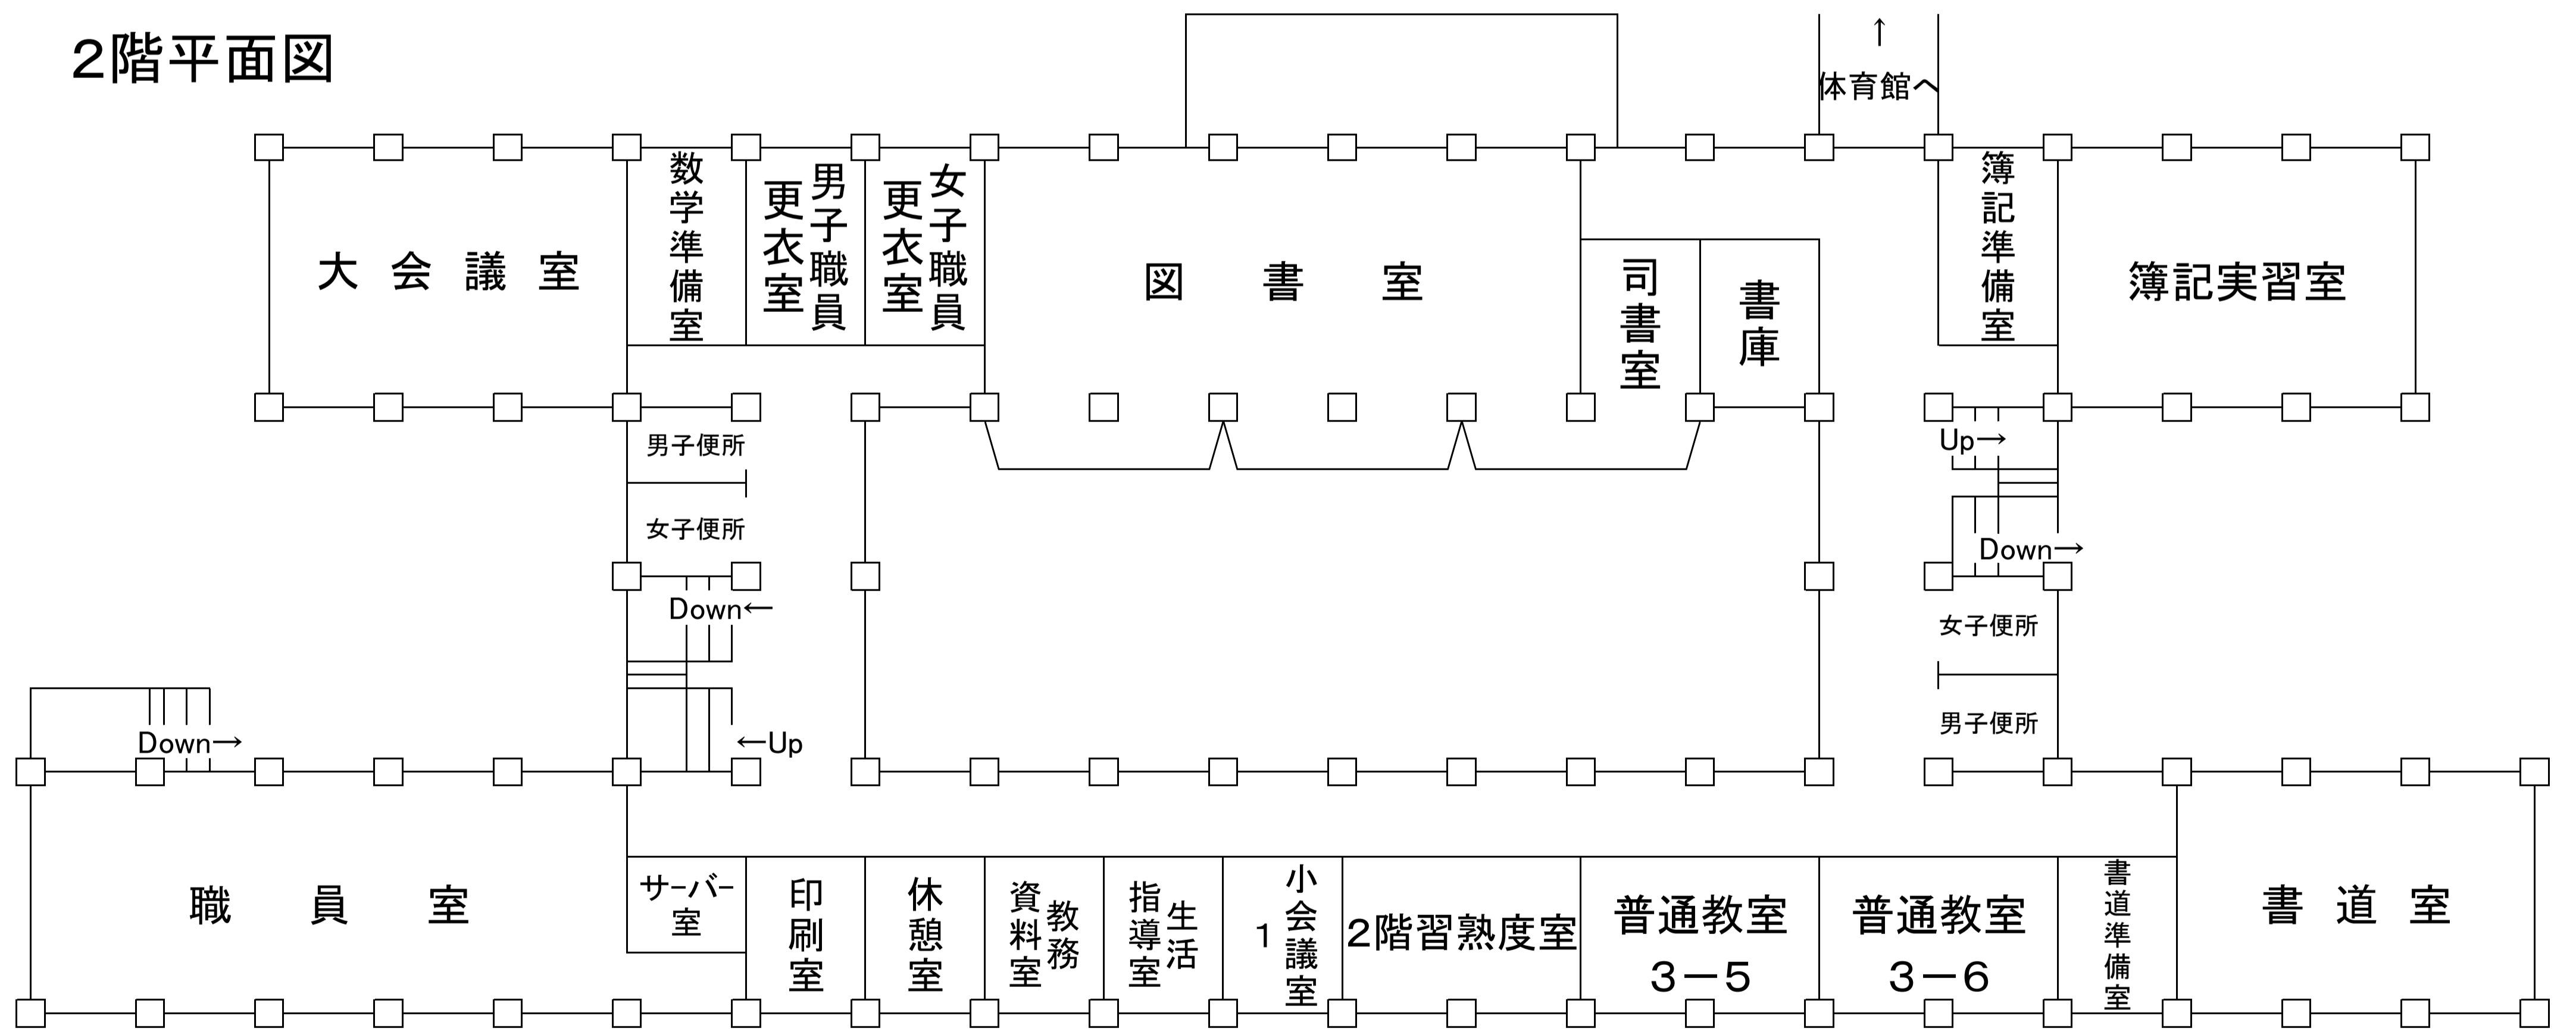 2階平面図
↑
体育館へ
大会議室
数学準備室
男子職員
更衣室
女子職員
更衣室
図書室
司書室
書庫
簿記準備室
簿記実習室
男子便所
女子便所
Down←
←Up
Down→
Up→
Down→
女子便所
男子便所
職員室
サーバー
室
印刷室
休憩室
教務
資料室
生活
指導室
小会議室
1
2階習熟度室
普通教室
3－5
普通教室
3－6
書道準備室
書道室